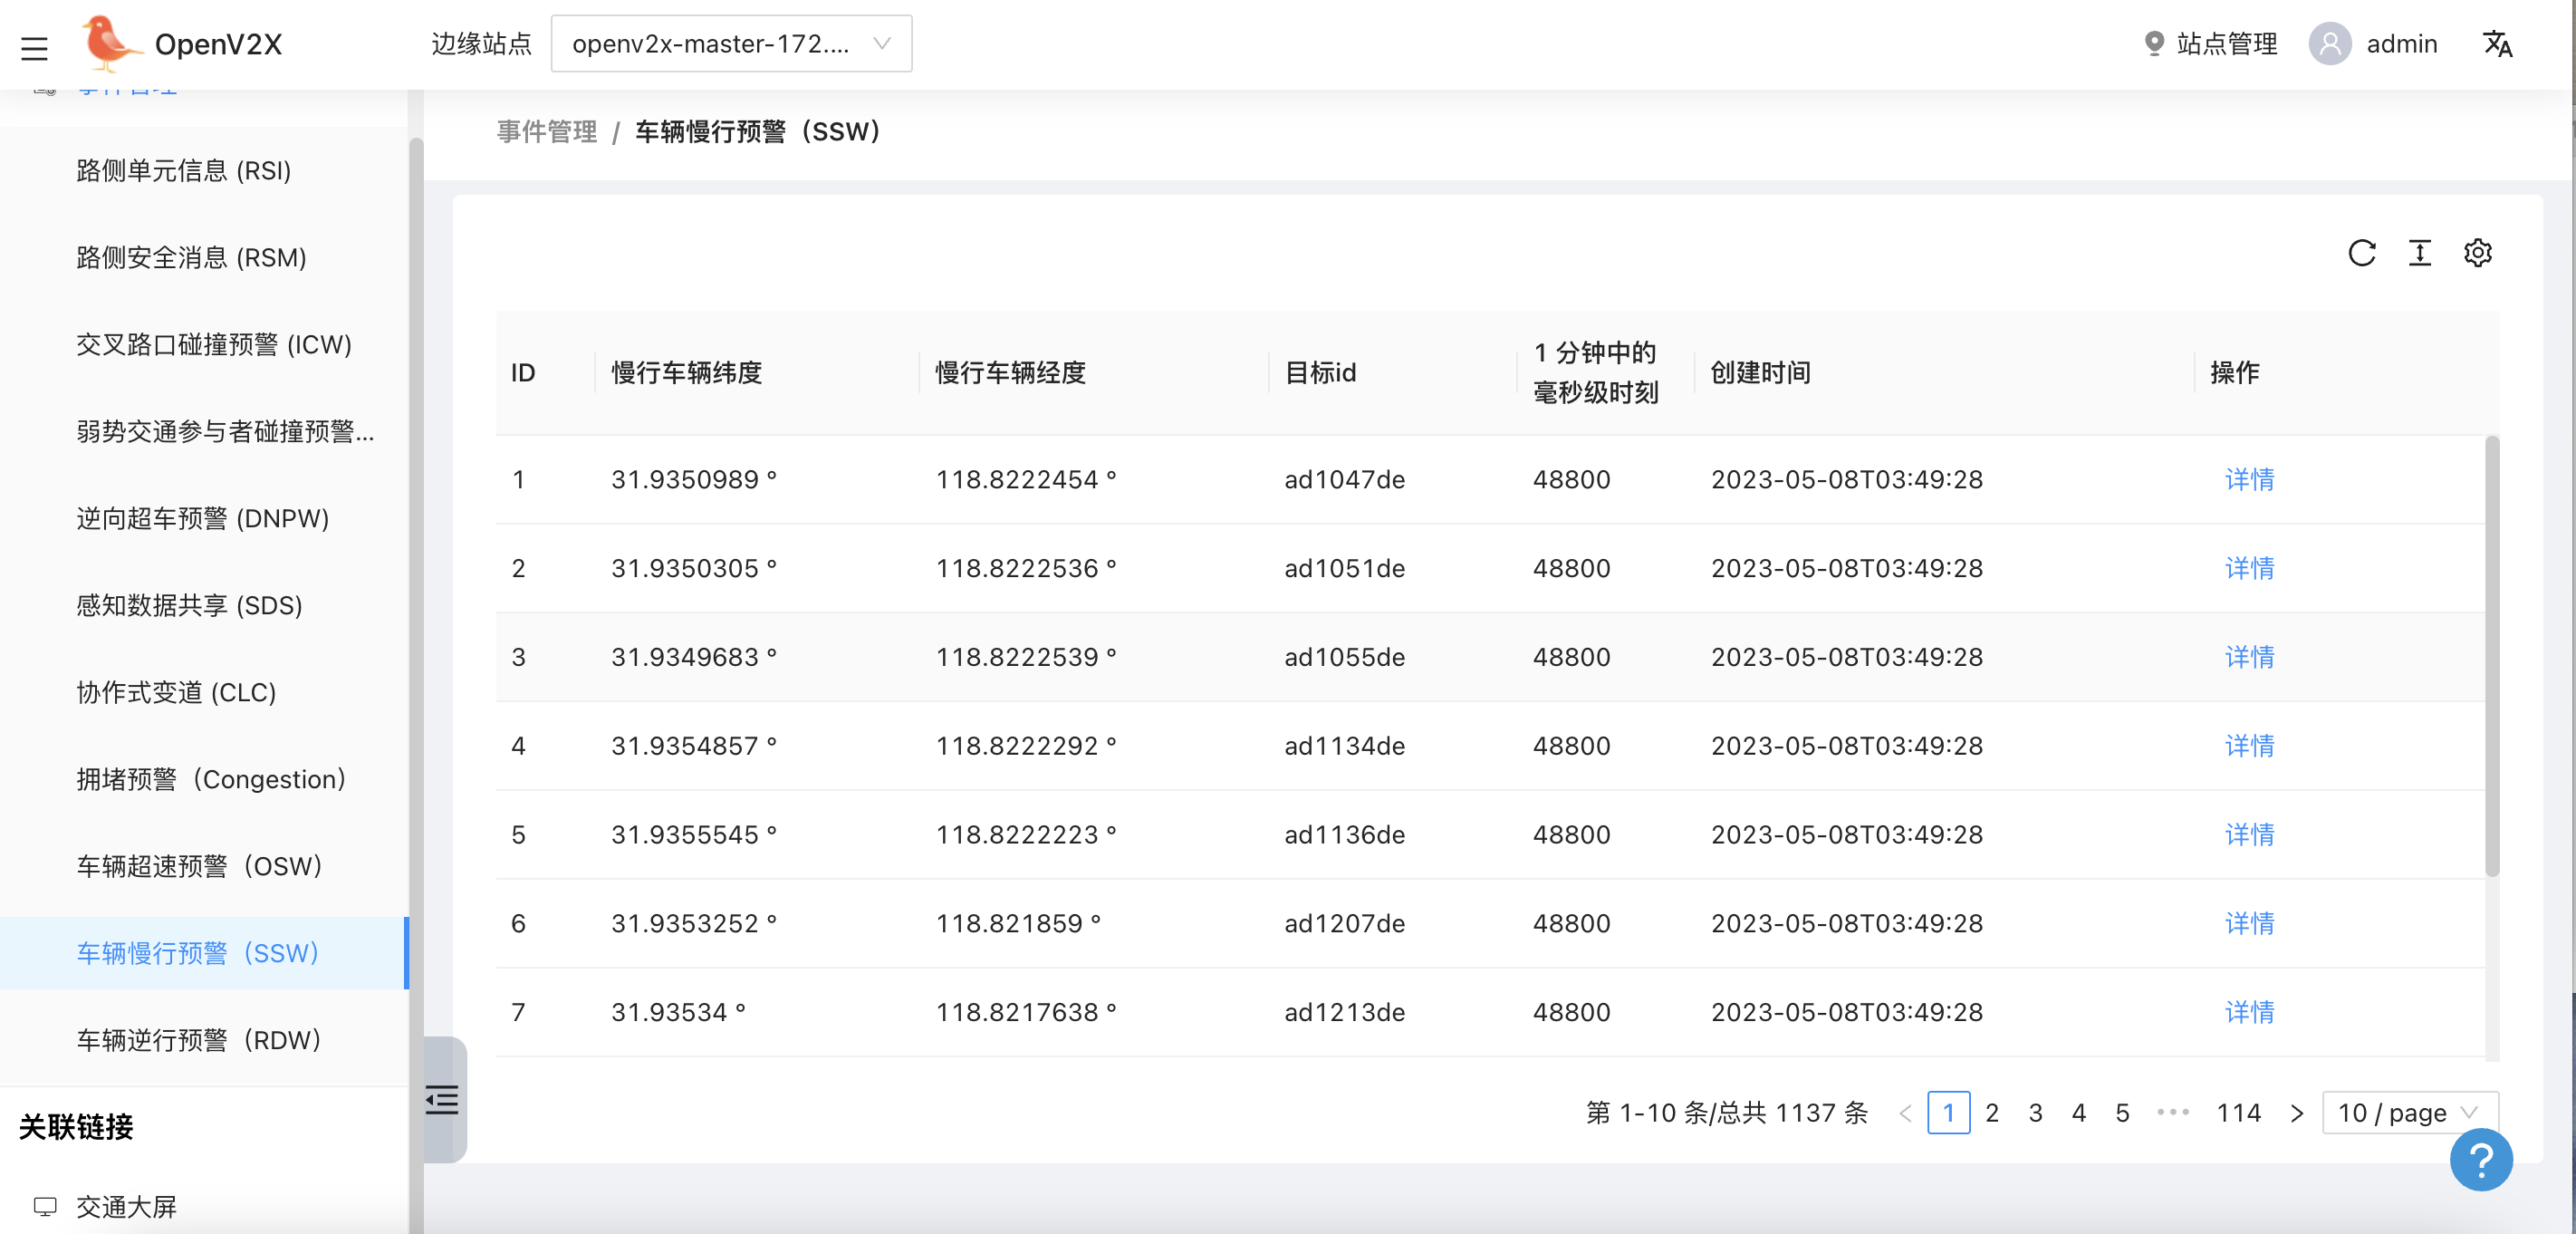 OpenV2X
边缘站点
openv2x-master-172....
站点管理
admin
事件管理
路侧单元信息 (RSI)
路侧安全消息 (RSM)
交叉路口碰撞预警 (ICW)
弱势交通参与者碰撞预警...
逆向超车预警 (DNPW)
感知数据共享 (SDS)
协作式变道 (CLC)
拥堵预警（Congestion）
车辆超速预警（OSW）
车辆慢行预警（SSW）
车辆逆行预警（RDW）
关联链接
交通大屏
事件管理 / 车辆慢行预警（SSW）
ID 慢行车辆纬度 慢行车辆经度 目标id 1 分钟中的 创建时间 操作
毫秒级时刻
1 31.9350989 ° 118.8222454 ° ad1047de 48800 2023-05-08T03:49:28 详情
2 31.9350305 ° 118.8222536 ° ad1051de 48800 2023-05-08T03:49:28 详情
3 31.9349683 ° 118.8222539 ° ad1055de 48800 2023-05-08T03:49:28 详情
4 31.9354857 ° 118.8222292 ° ad1134de 48800 2023-05-08T03:49:28 详情
5 31.9355545 ° 118.8222223 ° ad1136de 48800 2023-05-08T03:49:28 详情
6 31.9353252 ° 118.821859 ° ad1207de 48800 2023-05-08T03:49:28 详情
7 31.93534 ° 118.8217638 ° ad1213de 48800 2023-05-08T03:49:28 详情
第 1-10 条/总共 1137 条 < 1 2 3 4 5 ••• 114 > 10 / page
?